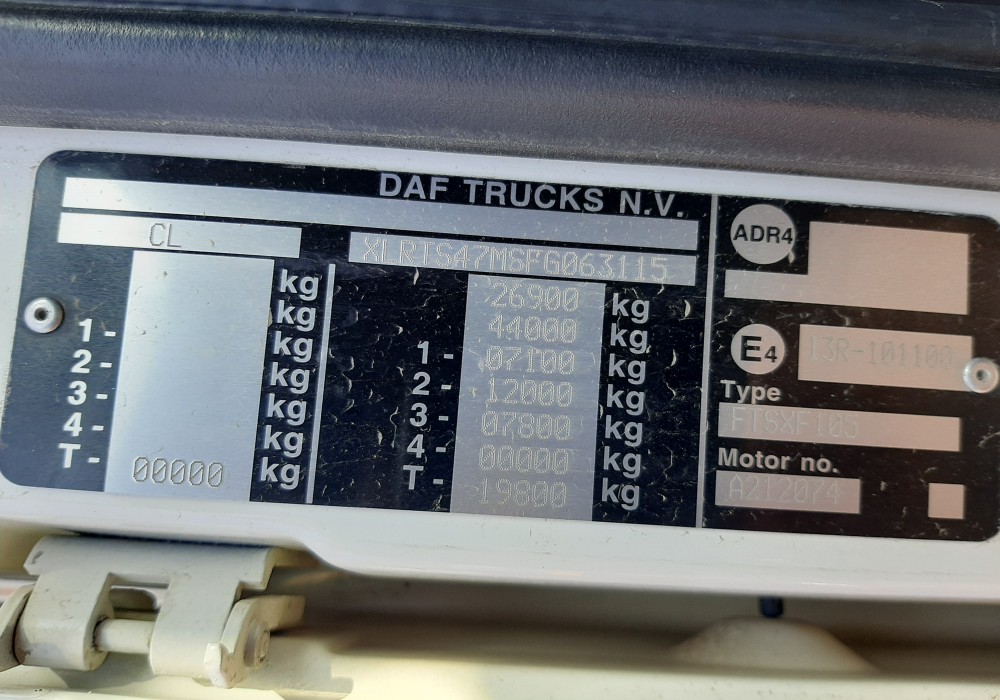 DAF TRUCKS N.V.
CL
XLRTS47MSFG063115
kg 26900 kg
1- kg 44000 kg
2- kg 1- 07100 kg
3- kg 2- 12000 kg
4- kg 3- 07800 kg
kg 4- 00000 kg
T- 00000 kg T- 19800 kg
ADR4
E4
13R-101100
Type
FTSXF105
Motor no.
A212074